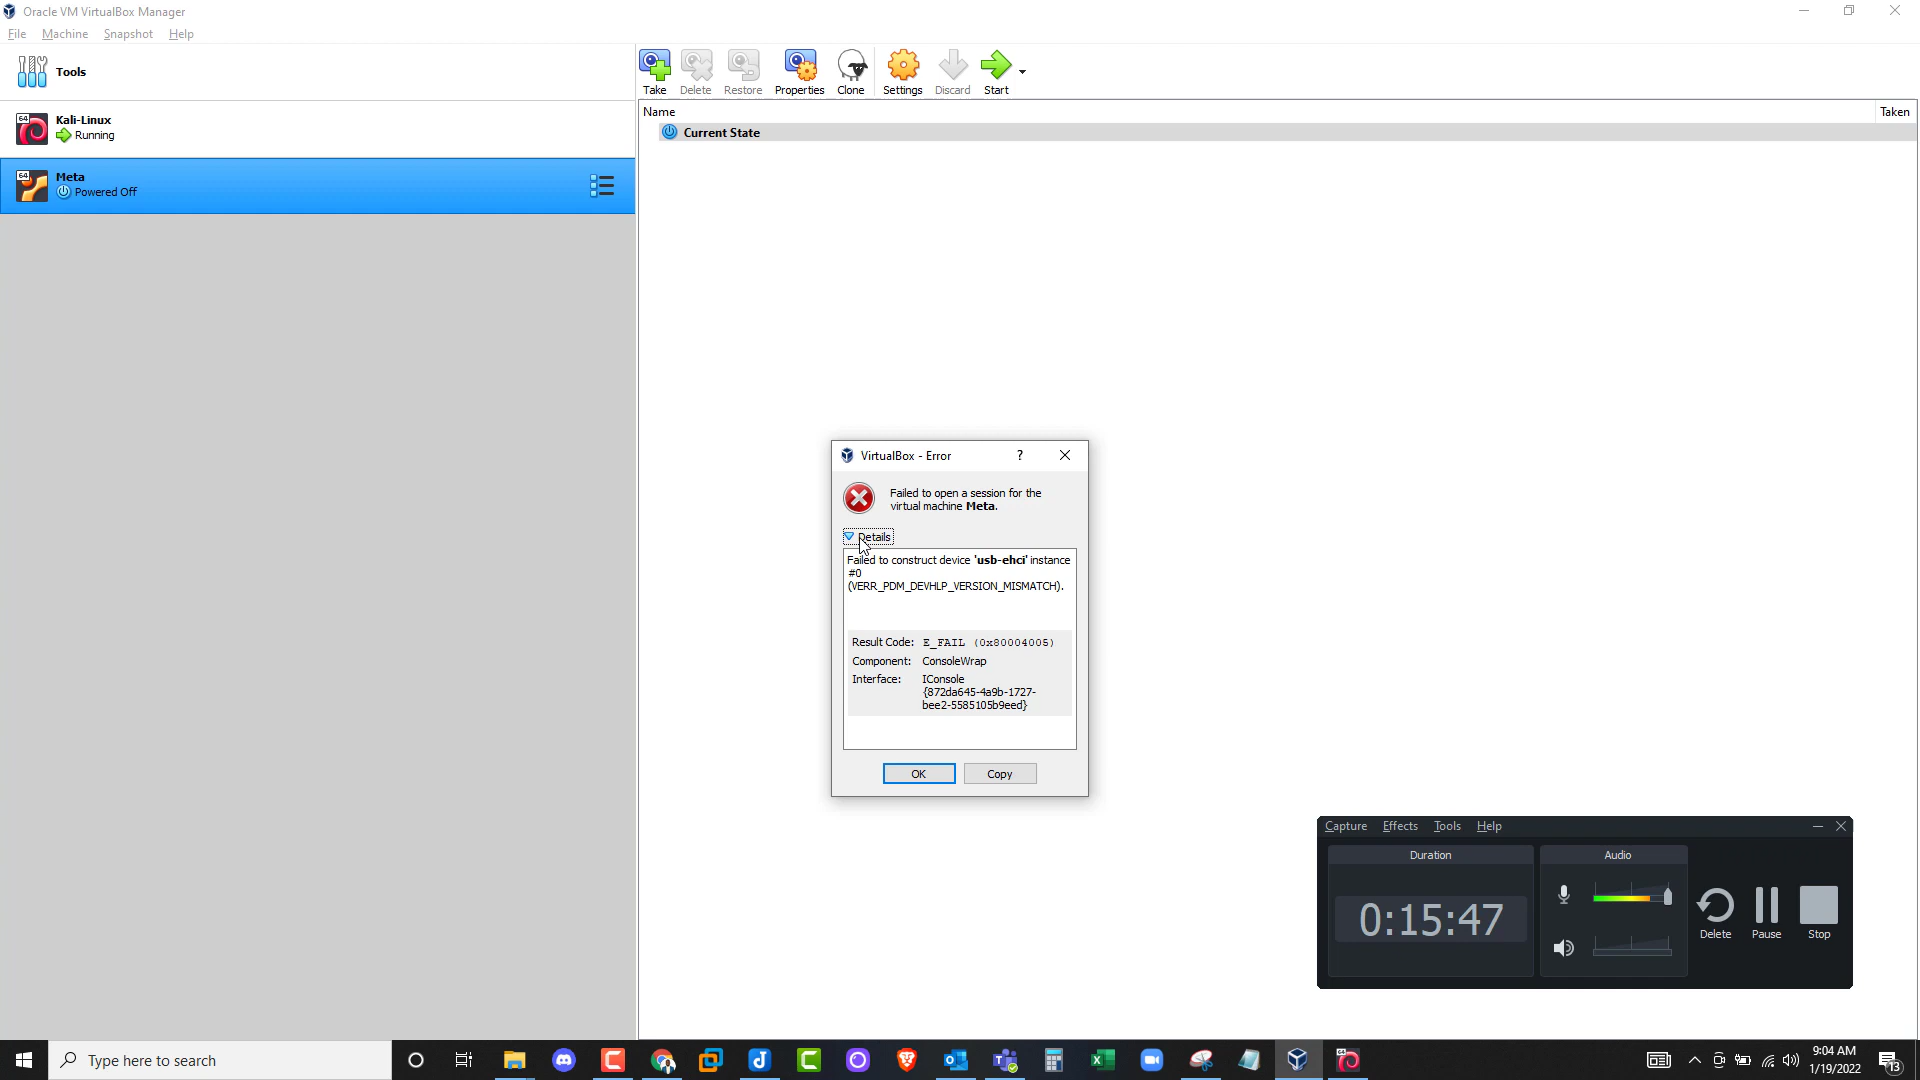 Oracle VM VirtualBox Manager
File Machine Snapshot Help
Tools
64
Kali-Linux
Running
64
Meta
Powered Off
Take Delete Restore Properties Clone Settings Discard Start
Name Taken
Current State
VirtualBox - Error ?
Failed to open a session for the
virtual machine Meta.
Details
Failed to construct device 'usb-ehci' instance
#0
(VERR_PDM_DEVHLP_VERSION_MISMATCH).
Result Code: E_FAIL (0x80004005)
Component: ConsoleWrap
Interface: IConsole
{872da645-4a9b-1727-
bee2-5585105b9eed}
OK Copy
Capture Effects Tools Help
Duration Audio
0:15:47
Delete Pause Stop
Type here to search
9:04 AM
1/19/2022
13